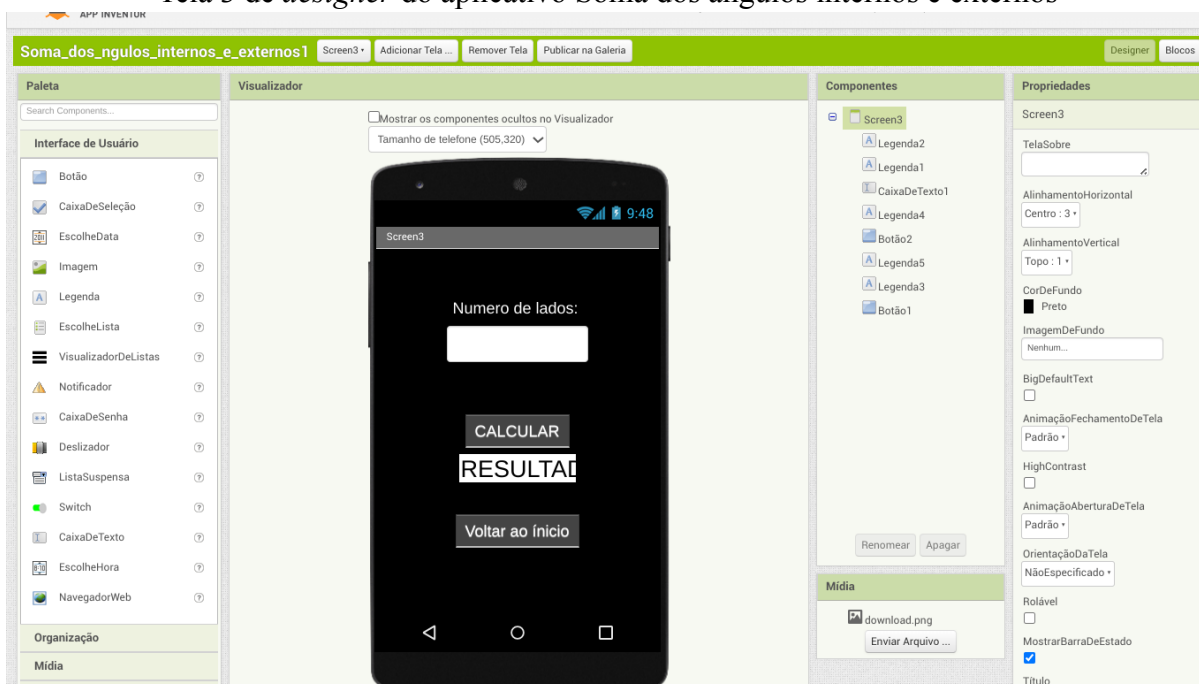 Tela 3 de designer do aplicativo Soma dos ângulos internos e externos
APP INVENTOR
Soma_dos_ngulos_internos_e_externos1 Screen3 Adicionar Tela ... Remover Tela Publicar na Galeria Designer Blocos
Paleta
Search Components...
Interface de Usuário
Botão
CaixaDeSeleção
EscolheData
Imagem
Legenda
EscolheLista
VisualizadorDeListas
Notificador
CaixaDeSenha
Deslizador
ListaSuspensa
Switch
CaixaDeTexto
EscolheHora
NavegadorWeb
Organização
Mídia
Visualizador
Mostrar os componentes ocultos no Visualizador
Tamanho de telefone (505,320)
9:48
Screen3
Numero de lados:
CALCULAR
RESULTAD
Voltar ao ínicio
Componentes
Screen3
Legenda2
Legenda1
CaixaDeTexto1
Legenda4
Botão2
Legenda5
Legenda3
Botão1
Renomear Apagar
Mídia
download.png
Enviar Arquivo ...
Propriedades
Screen3
TelaSobre
AlinhamentoHorizontal
Centro : 3
AlinhamentoVertical
Topo : 1
CorDeFundo
Preto
ImagemDeFundo
Nenhum...
BigDefaultText
AnimaçãoFechamentoDeTela
Padrão
HighContrast
AnimaçãoAberturaDeTela
Padrão
OrientaçãoDaTela
NãoEspecificado
Rolável
MostrarBarraDeEstado
Título